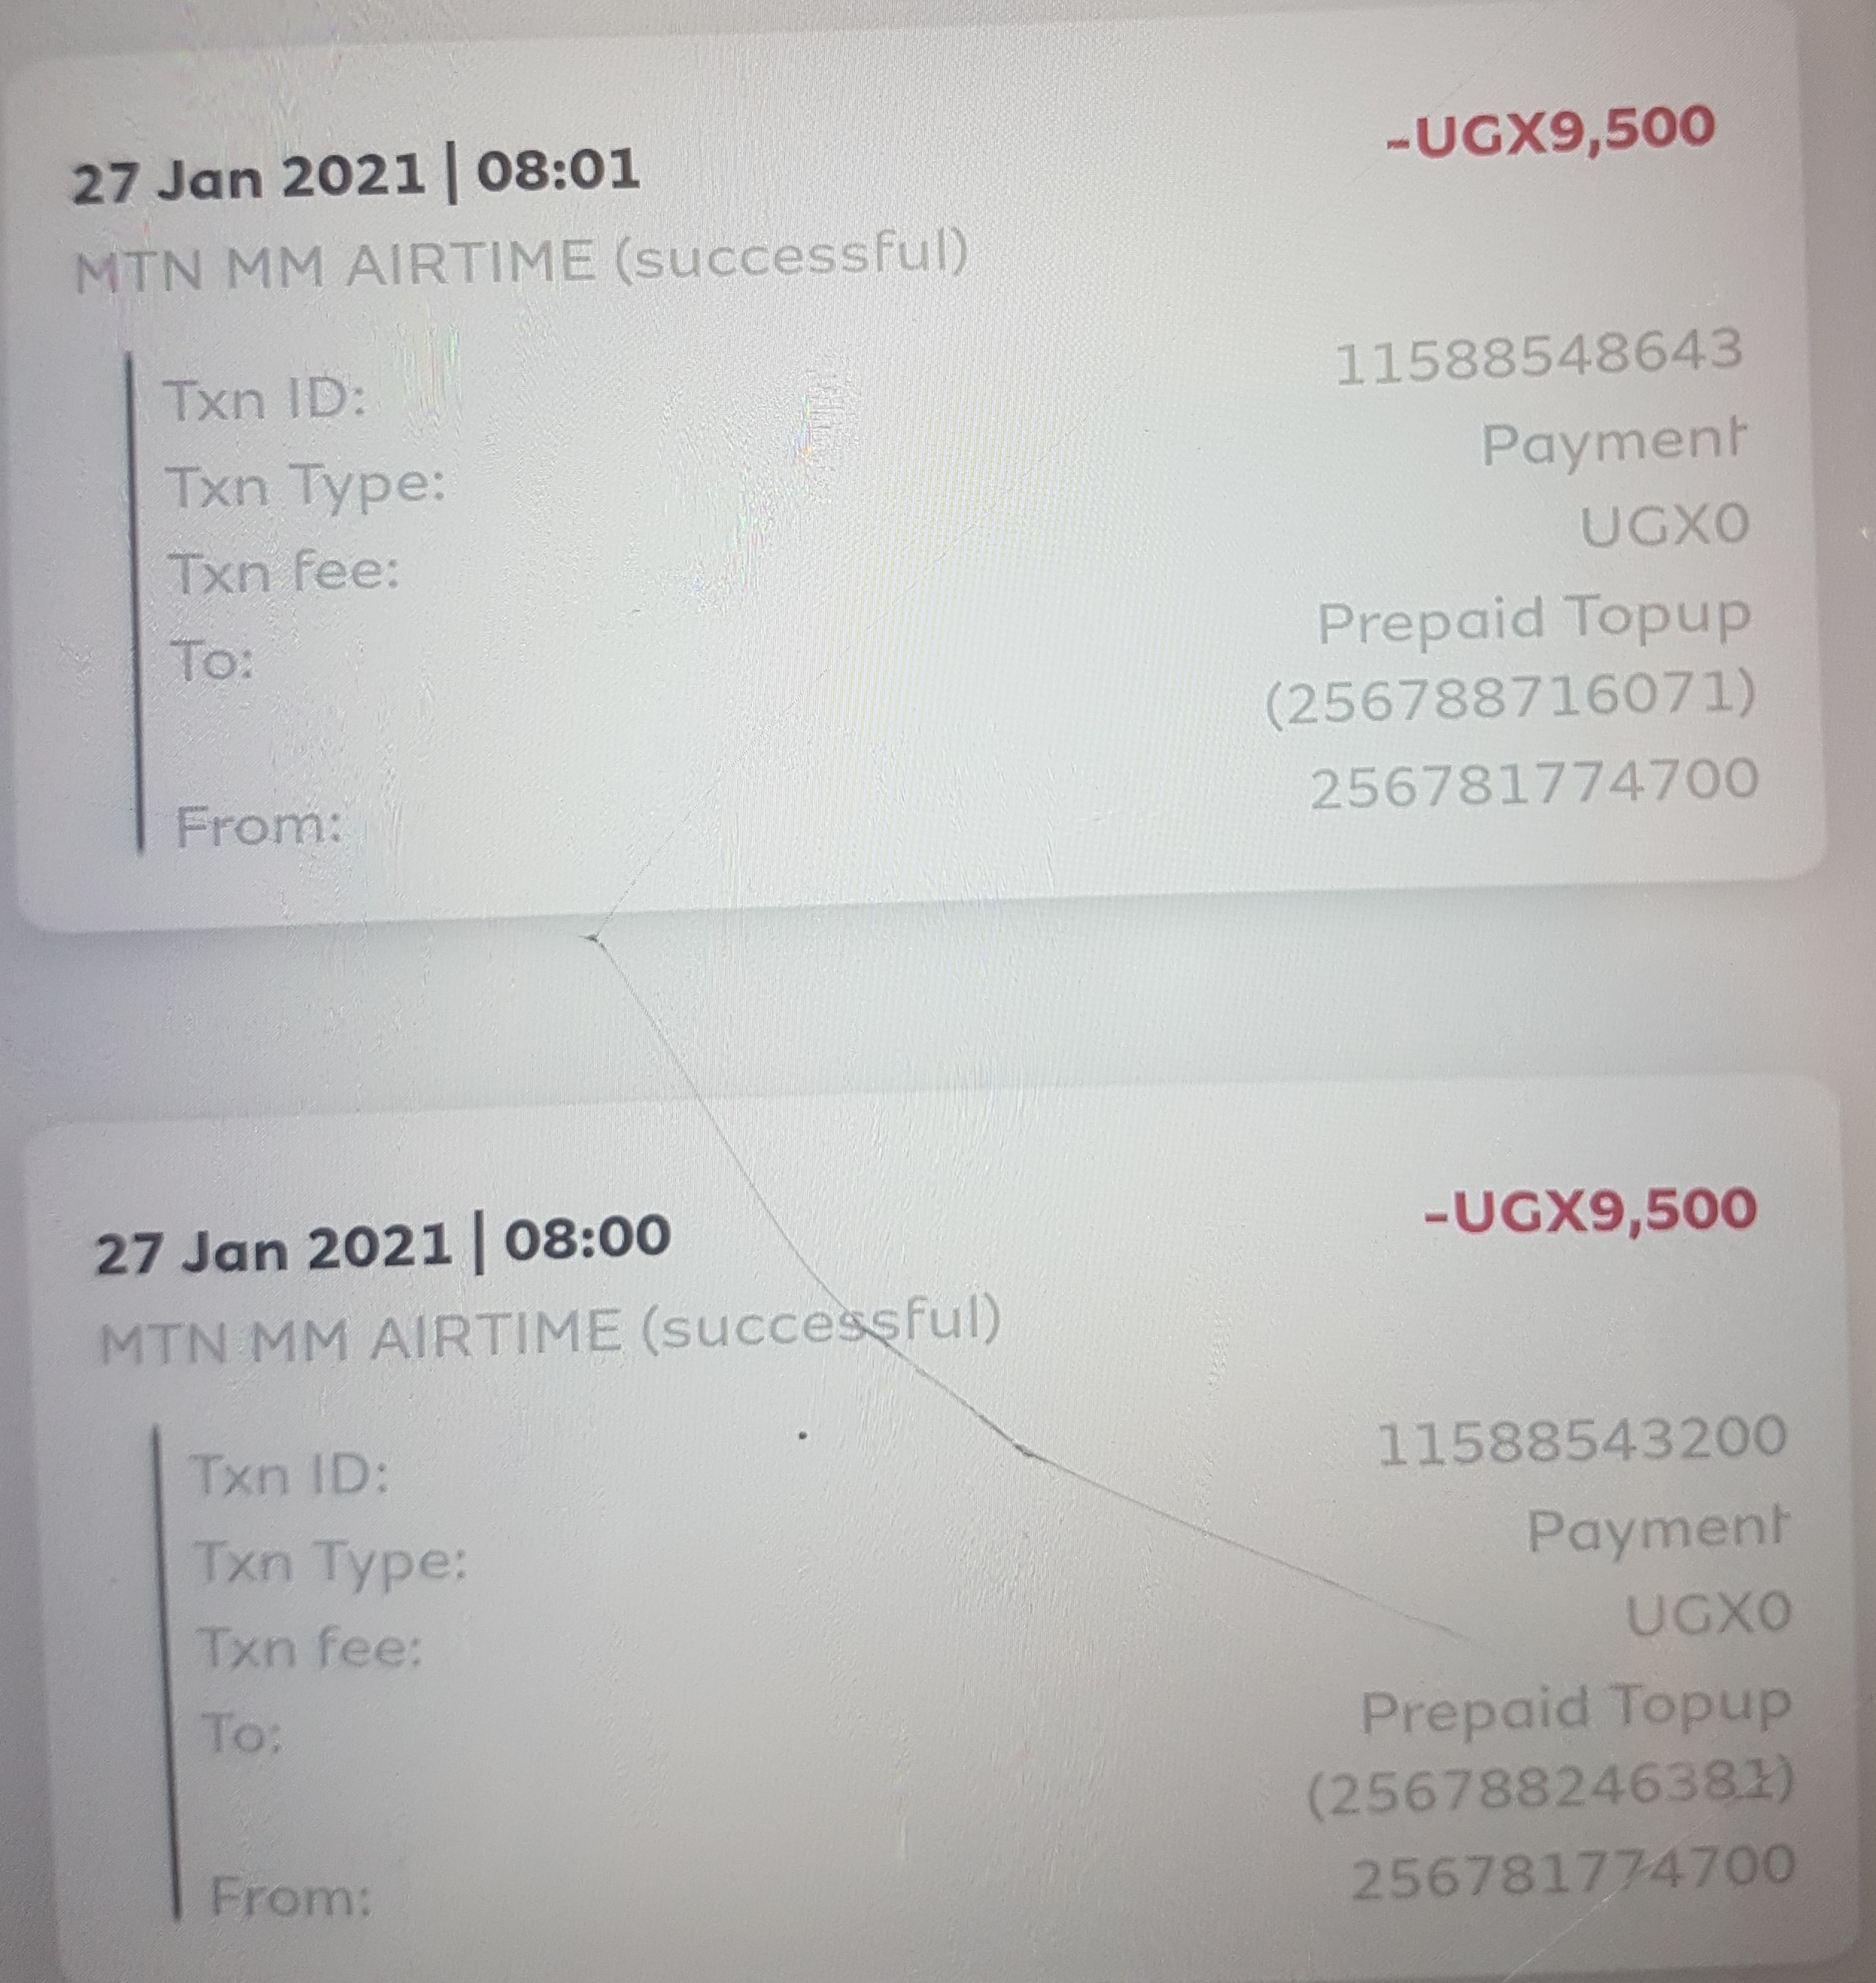 27 Jan 2021 | 08:01 -UGX9,500
MTN MM AIRTIME (successful)
Txn ID: 11588548643
Txn Type: Payment
Txn fee: UGX0
To: Prepaid Topup
(256788716071)
From: 256781774700
27 Jan 2021 | 08:00 -UGX9,500
MTN MM AIRTIME (successful)
Txn ID: 11588543200
Txn Type: Payment
Txn fee: UGX0
To: Prepaid Topup
(256788246381)
From: 256781774700